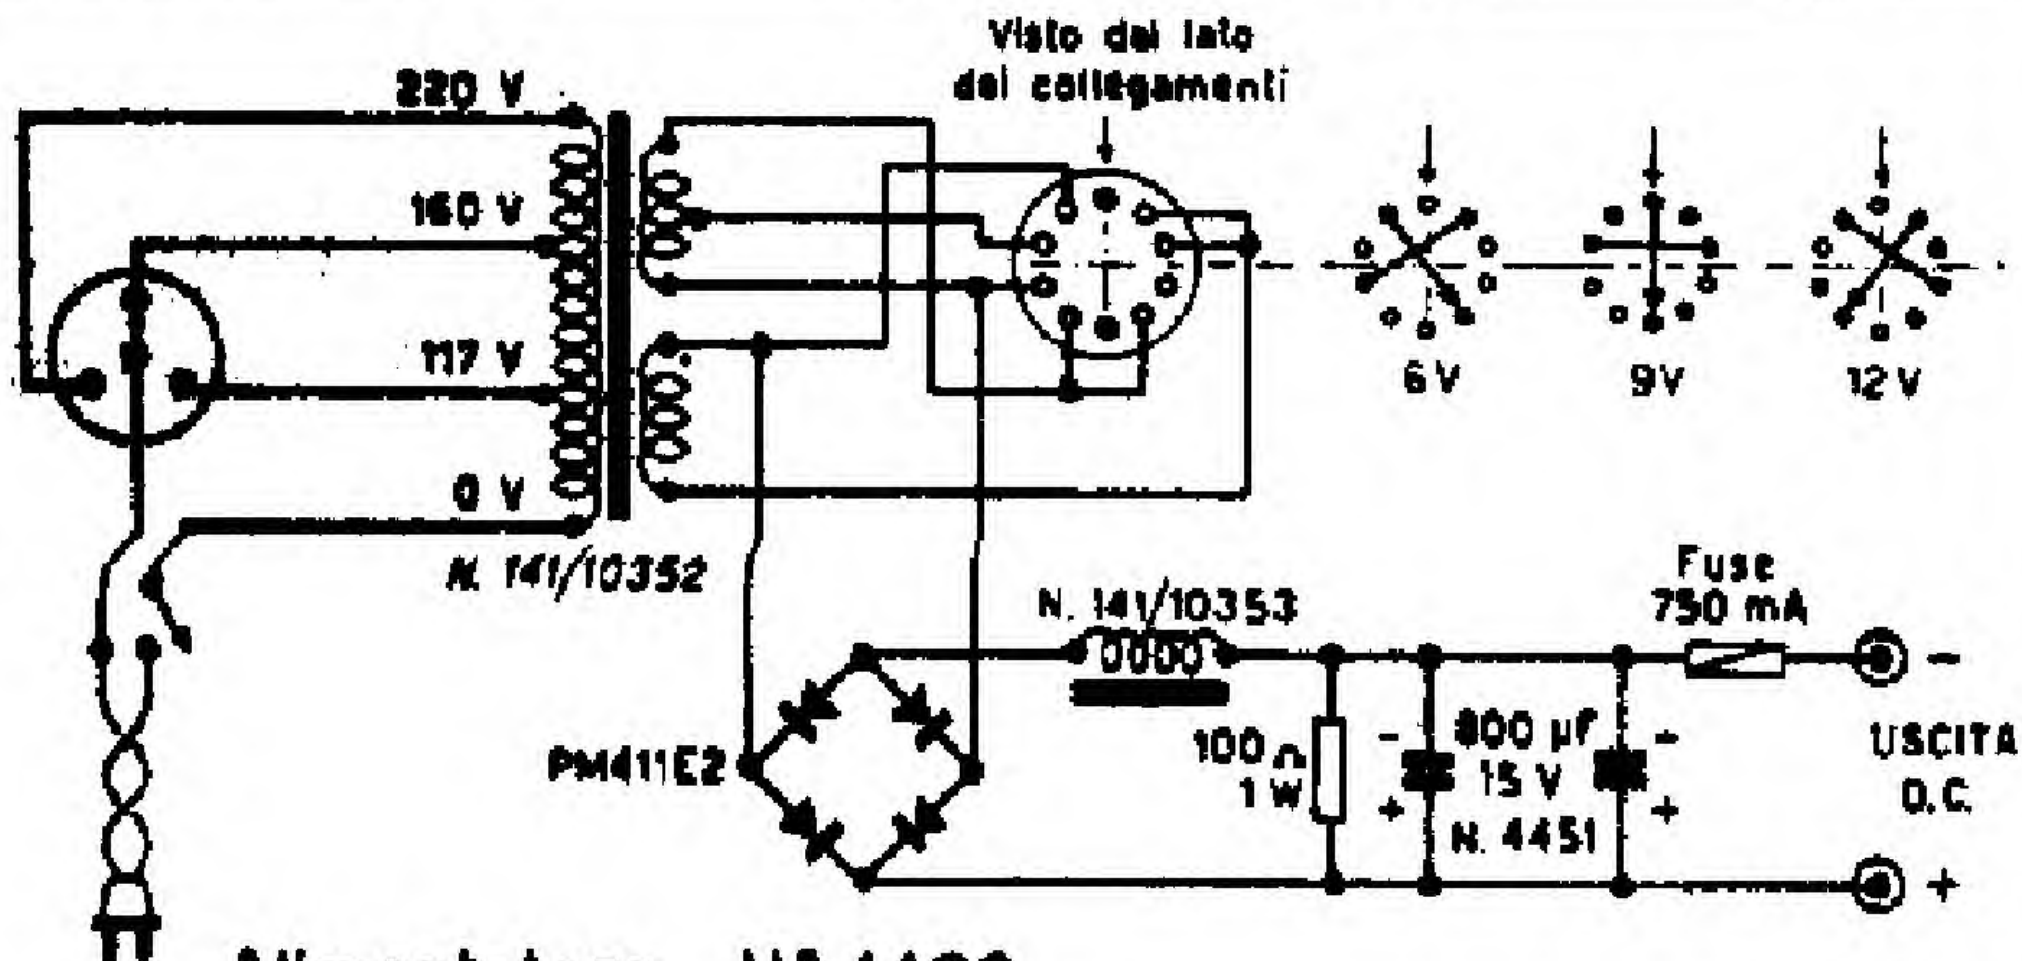 Visto dal lato
dei collegamenti
220 V
160 V
117 V
0 V
N. 141/10352
6 V
9 V
12 V
N. 141/10353
Fuse
750 mA
-
PM411E2
100 Ω
1 W
-
+
800 µF
15 V
N. 4451
-
+
USCITA
D.C.
+